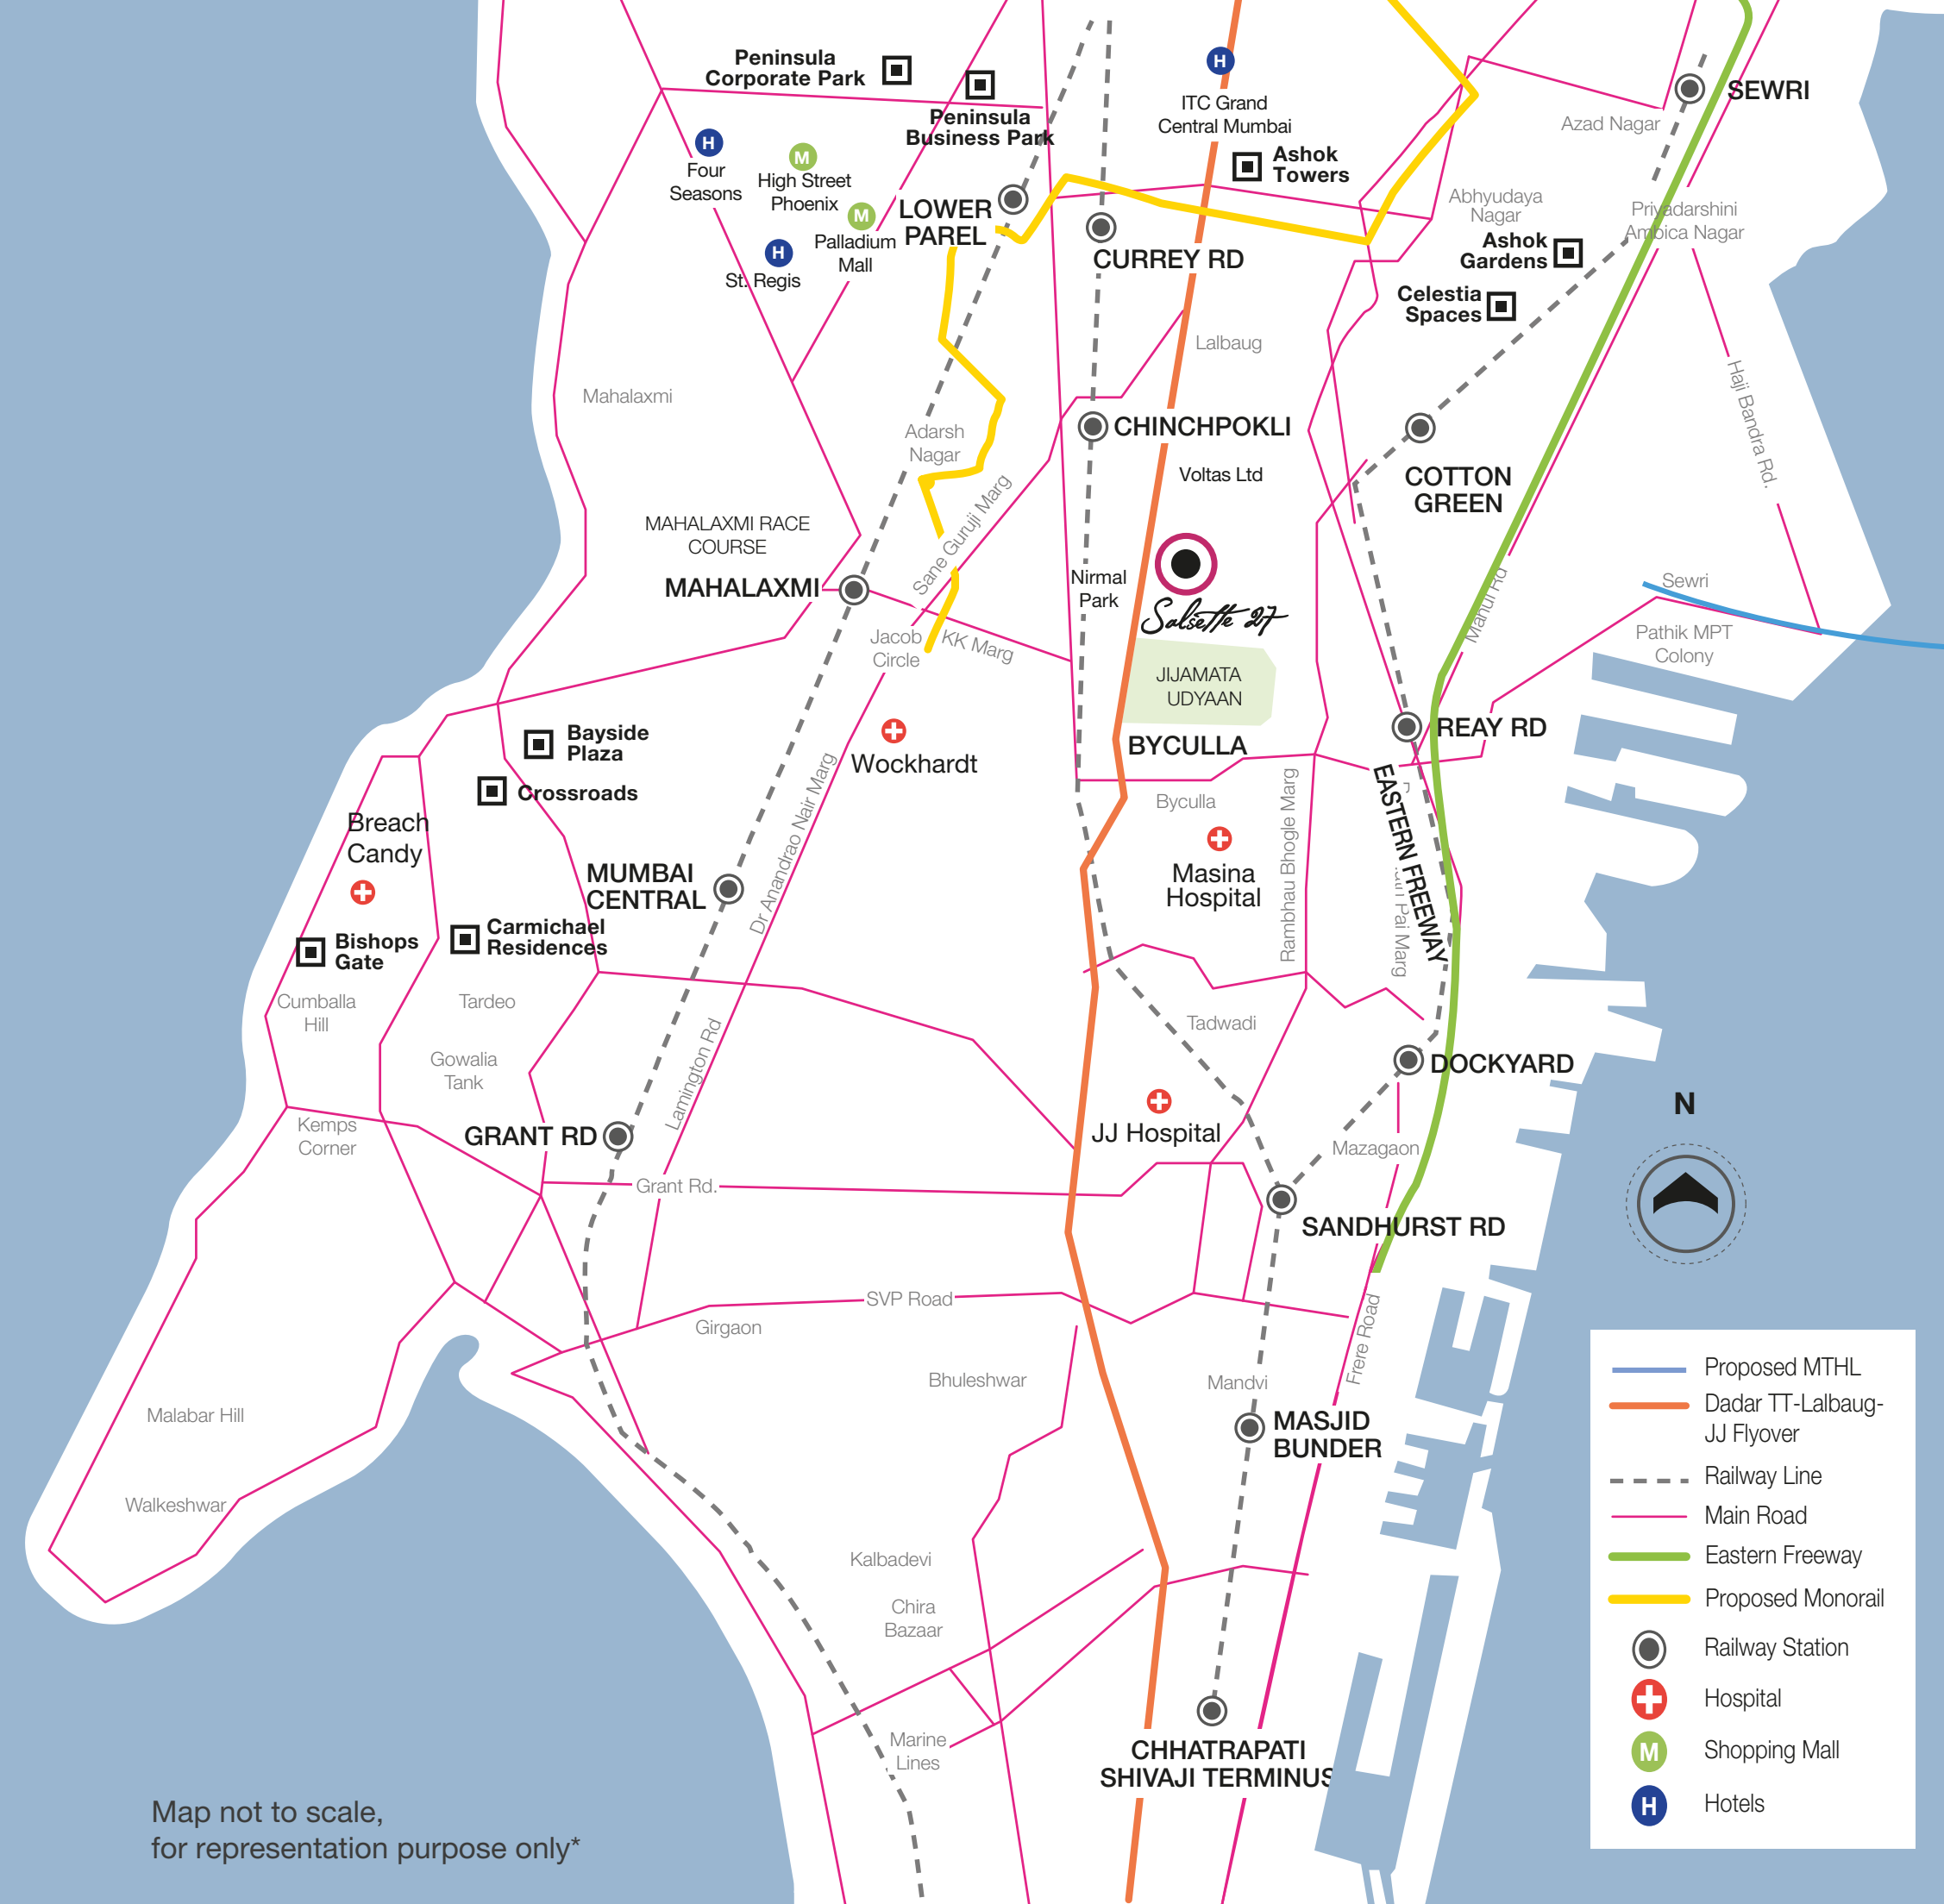 Peninsula
Corporate Park
Peninsula
Business Park
H
ITC Grand
Central Mumbai
SEWRI
Azad Nagar
Ashok
Towers
H
Four
Seasons
M
High Street
Phoenix
M
Palladium
Mall
H
St. Regis
LOWER
PAREL
CURREY RD
Abhyudaya
Nagar
Priyadarshini
Ambica Nagar
Ashok
Gardens
Celestia
Spaces
Lalbaug
Haji Bandra Rd.
Mahalaxmi
Adarsh
Nagar
CHINCHPOKLI
Voltas Ltd
COTTON
GREEN
Sane Guruji Marg
MAHALAXMI RACE
COURSE
MAHALAXMI
Nirmal
Park
Salsette 27
Mahul Rd
Sewri
Pathik MPT
Colony
Jacob
Circle
KK Marg
JIJAMATA
UDYAAN
BYCULLA
REAY RD
Bayside
Plaza
Crossroads
Wockhardt
Dr Anandrao Nair Marg
Byculla
Rambhau Bhogle Marg
EASTERN FREEWAY
Pai Marg
Breach
Candy
MUMBAI
CENTRAL
Masina
Hospital
Carmichael
Residences
Bishops
Gate
Cumballa
Hill
Tardeo
Tadwadi
Gowalia
Tank
Lamington Rd
DOCKYARD
N
Kemps
Corner
GRANT RD
JJ Hospital
Mazagaon
Grant Rd.
SANDHURST RD
SVP Road
Girgaon
Frere Road
Bhuleshwar
Mandvi
Malabar Hill
MASJID
BUNDER
Walkeshwar
Kalbadevi
Chira
Bazaar
Marine
Lines
CHHATRAPATI
SHIVAJI TERMINUS
Map not to scale,
for representation purpose only*
Proposed MTHL
Dadar TT-Lalbaug-
JJ Flyover
Railway Line
Main Road
Eastern Freeway
Proposed Monorail
Railway Station
Hospital
M
Shopping Mall
H
Hotels